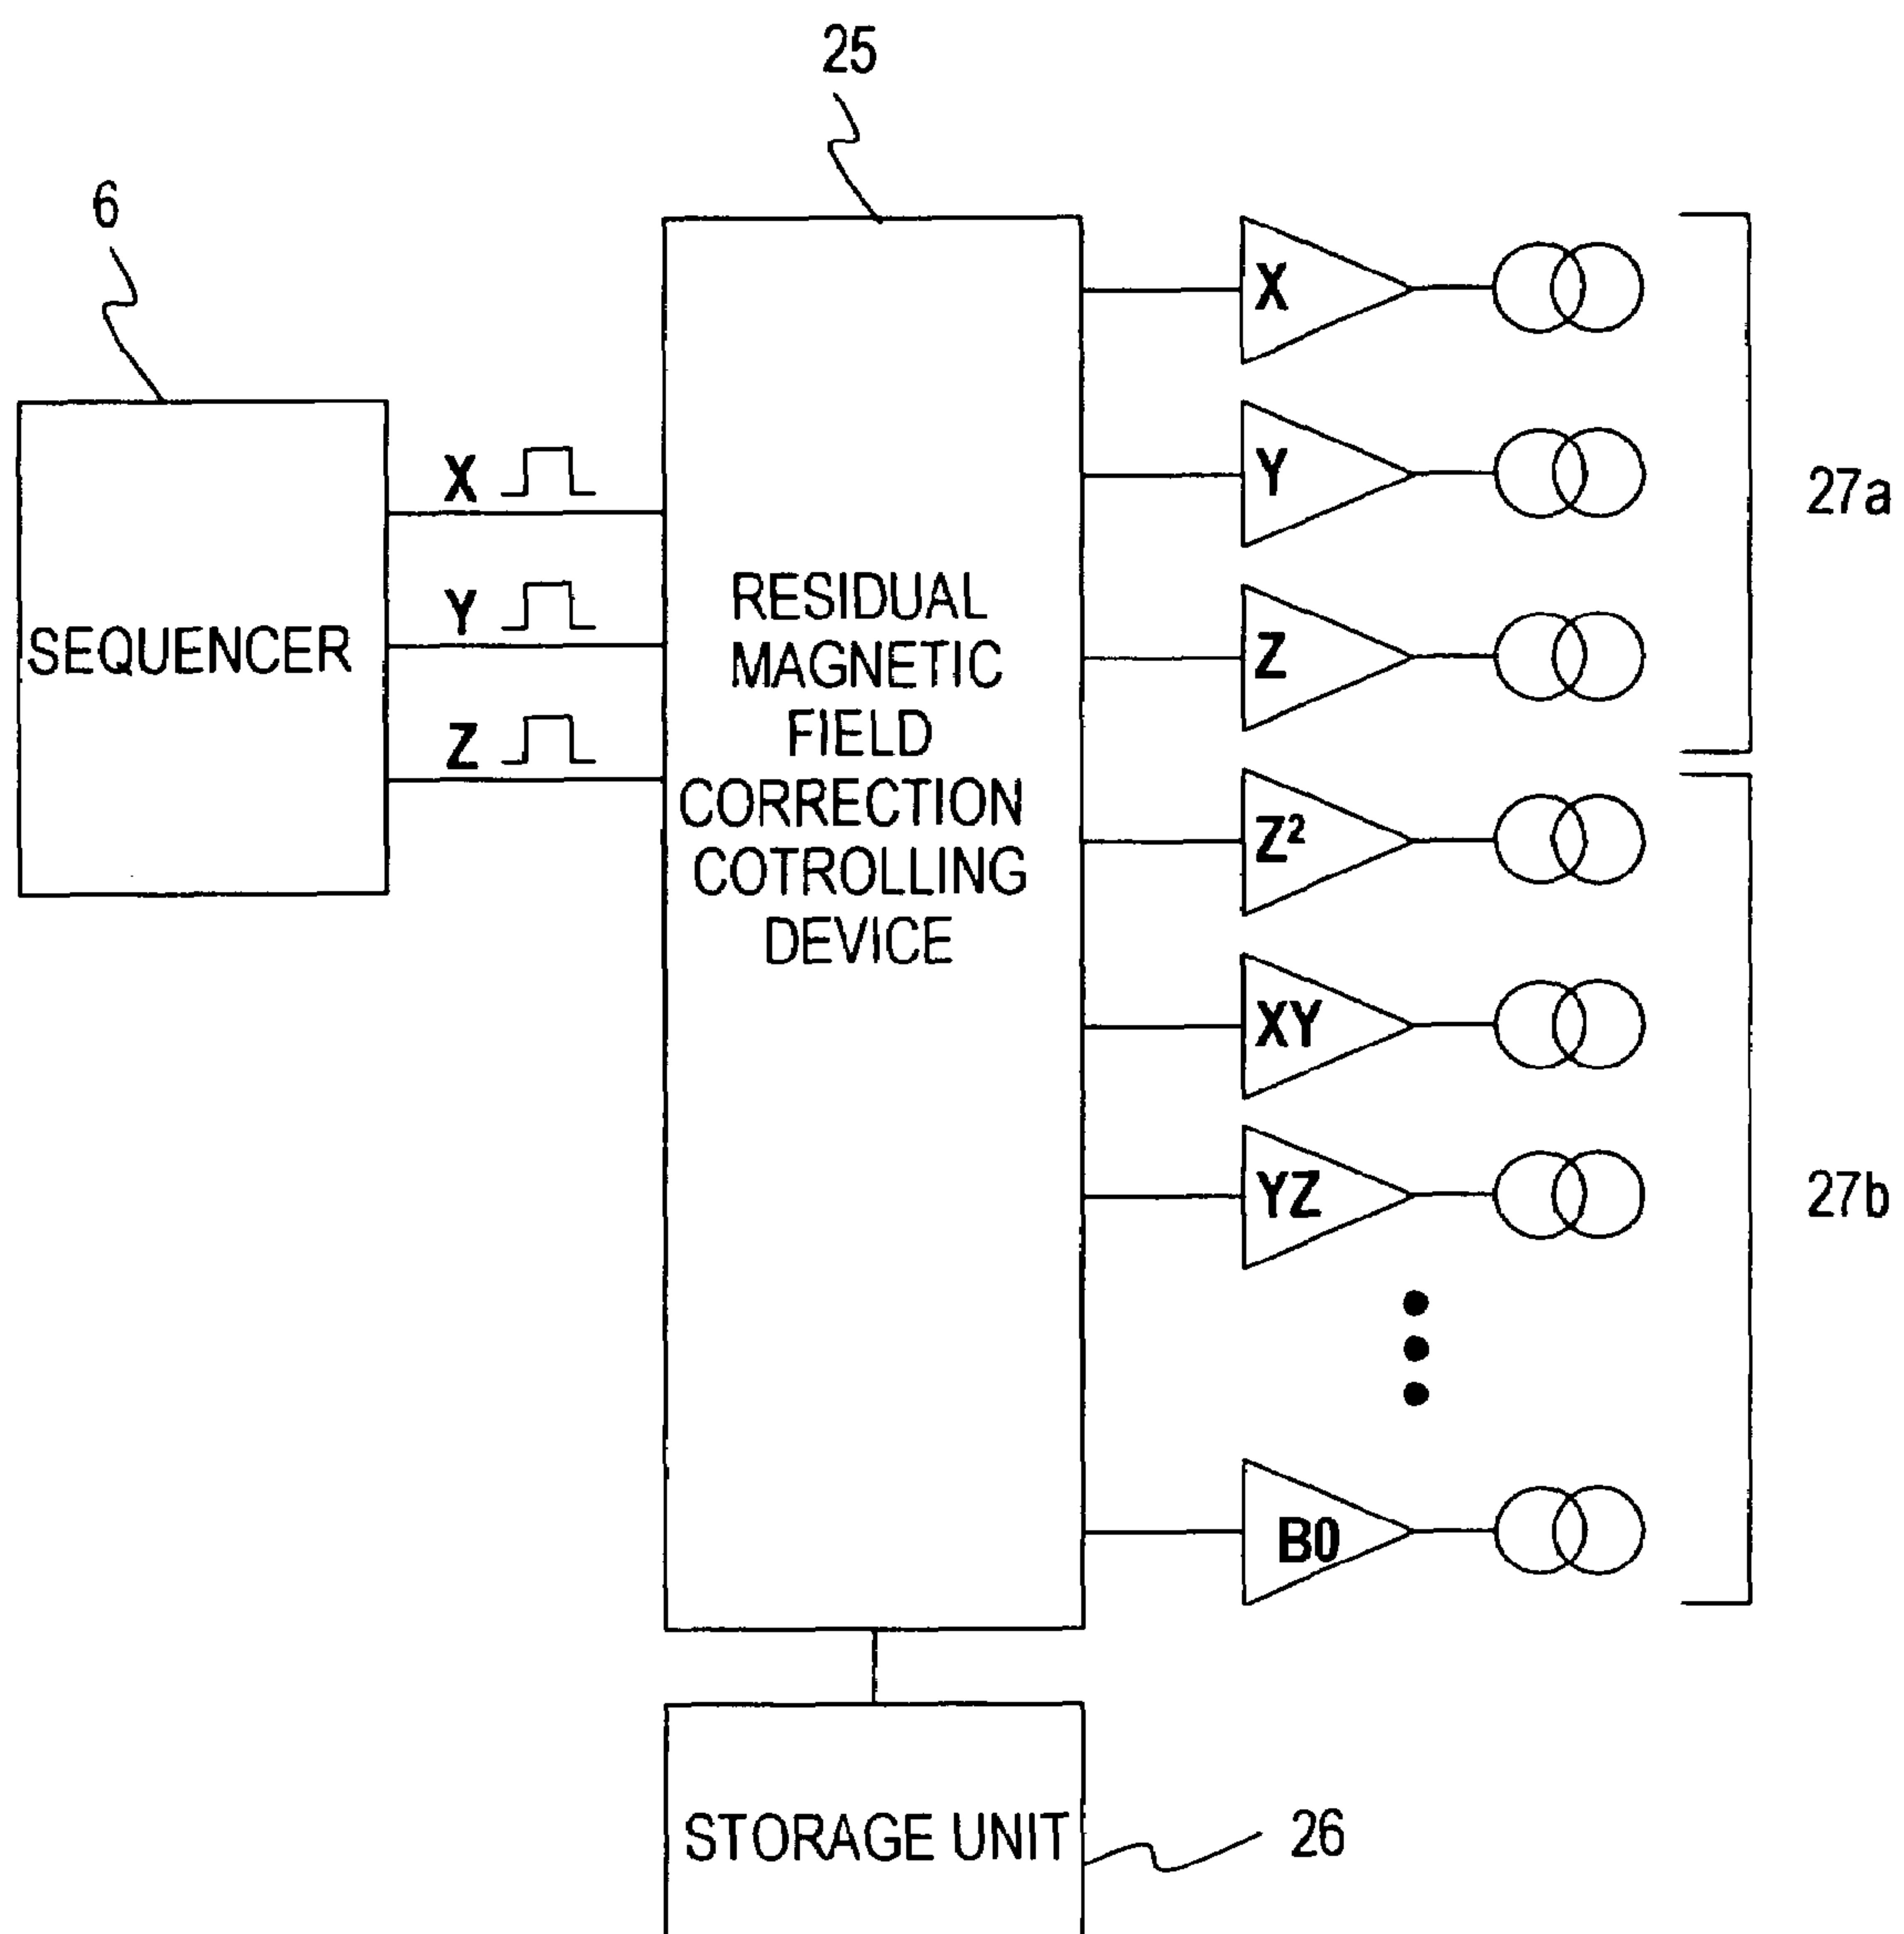 25
6
X
Y
Z
SEQUENCER
RESIDUAL
MAGNETIC
FIELD
CORRECTION
COTROLLING
DEVICE
X
Y
Z
27a
Z²
XY
YZ
B0
27b
STORAGE UNIT
26